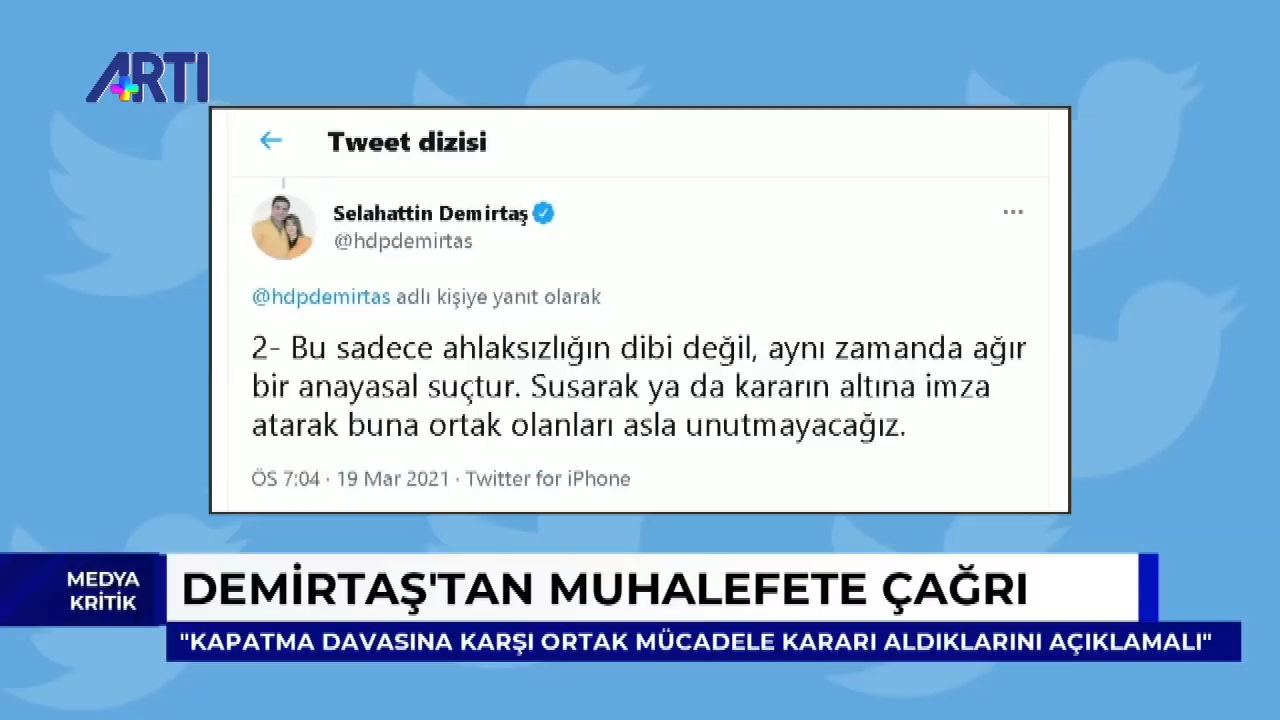 ARTI
Tweet dizisi
Selahattin Demirtaş
@hdpdemirtas
@hdpdemirtas adlı kişiye yanıt olarak
2- Bu sadece ahlaksızlığın dibi değil, aynı zamanda ağır
bir anayasal suçtur. Susarak ya da kararın altına imza
atarak buna ortak olanları asla unutmayacağız.
ÖS 7:04 · 19 Mar 2021 · Twitter for iPhone
MEDYA
KRİTİK
DEMİRTAŞ'TAN MUHALEFETE ÇAĞRI
"KAPATMA DAVASINA KARŞI ORTAK MÜCADELE KARARI ALDIKLARINI AÇIKLAMALI"